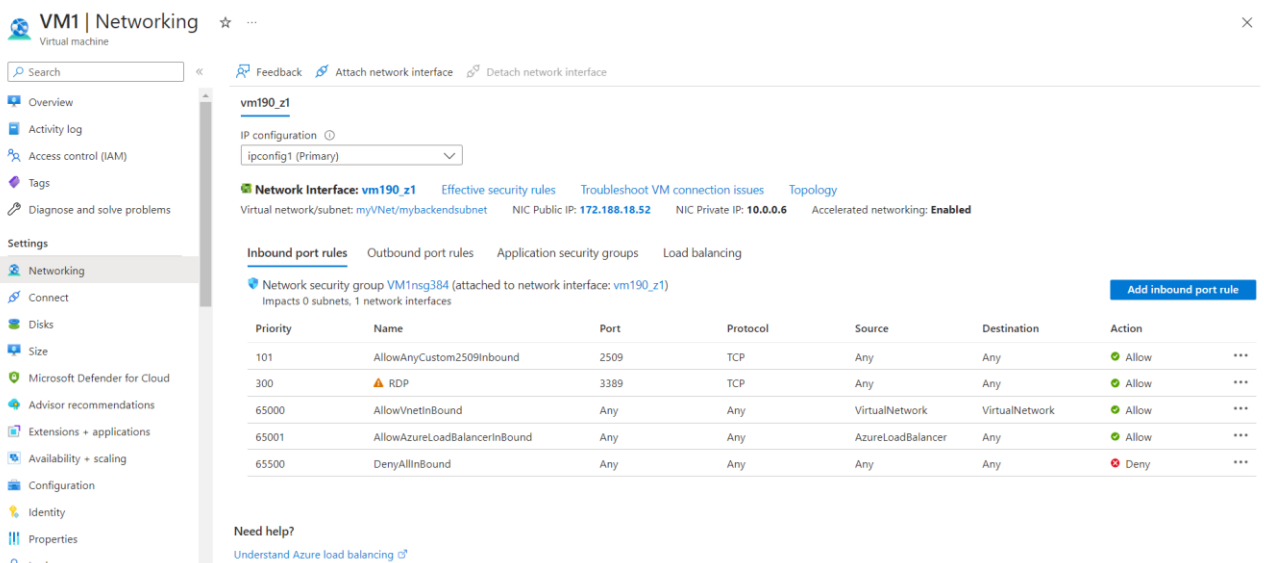 VM1 | Networking
Virtual machine
Search
Overview
Activity log
Access control (IAM)
Tags
Diagnose and solve problems
Settings
Networking
Connect
Disks
Size
Microsoft Defender for Cloud
Advisor recommendations
Extensions + applications
Availability + scaling
Configuration
Identity
Properties
Feedback Attach network interface Detach network interface
vm190_z1
IP configuration
ipconfig1 (Primary)
Network Interface: vm190_z1 Effective security rules Troubleshoot VM connection issues Topology
Virtual network/subnet: myVNet/mybackendsubnet NIC Public IP: 172.188.18.52 NIC Private IP: 10.0.0.6 Accelerated networking: Enabled
Inbound port rules Outbound port rules Application security groups Load balancing
Network security group VM1nsg384 (attached to network interface: vm190_z1)
Impacts 0 subnets, 1 network interfaces
Add inbound port rule
Priority Name Port Protocol Source Destination Action
101 AllowAnyCustom2509Inbound 2509 TCP Any Any Allow
300 RDP 3389 TCP Any Any Allow
65000 AllowVnetInBound Any Any VirtualNetwork VirtualNetwork Allow
65001 AllowAzureLoadBalancerInBound Any Any AzureLoadBalancer Any Allow
65500 DenyAllInBound Any Any Any Any Deny
Need help?
Understand Azure load balancing